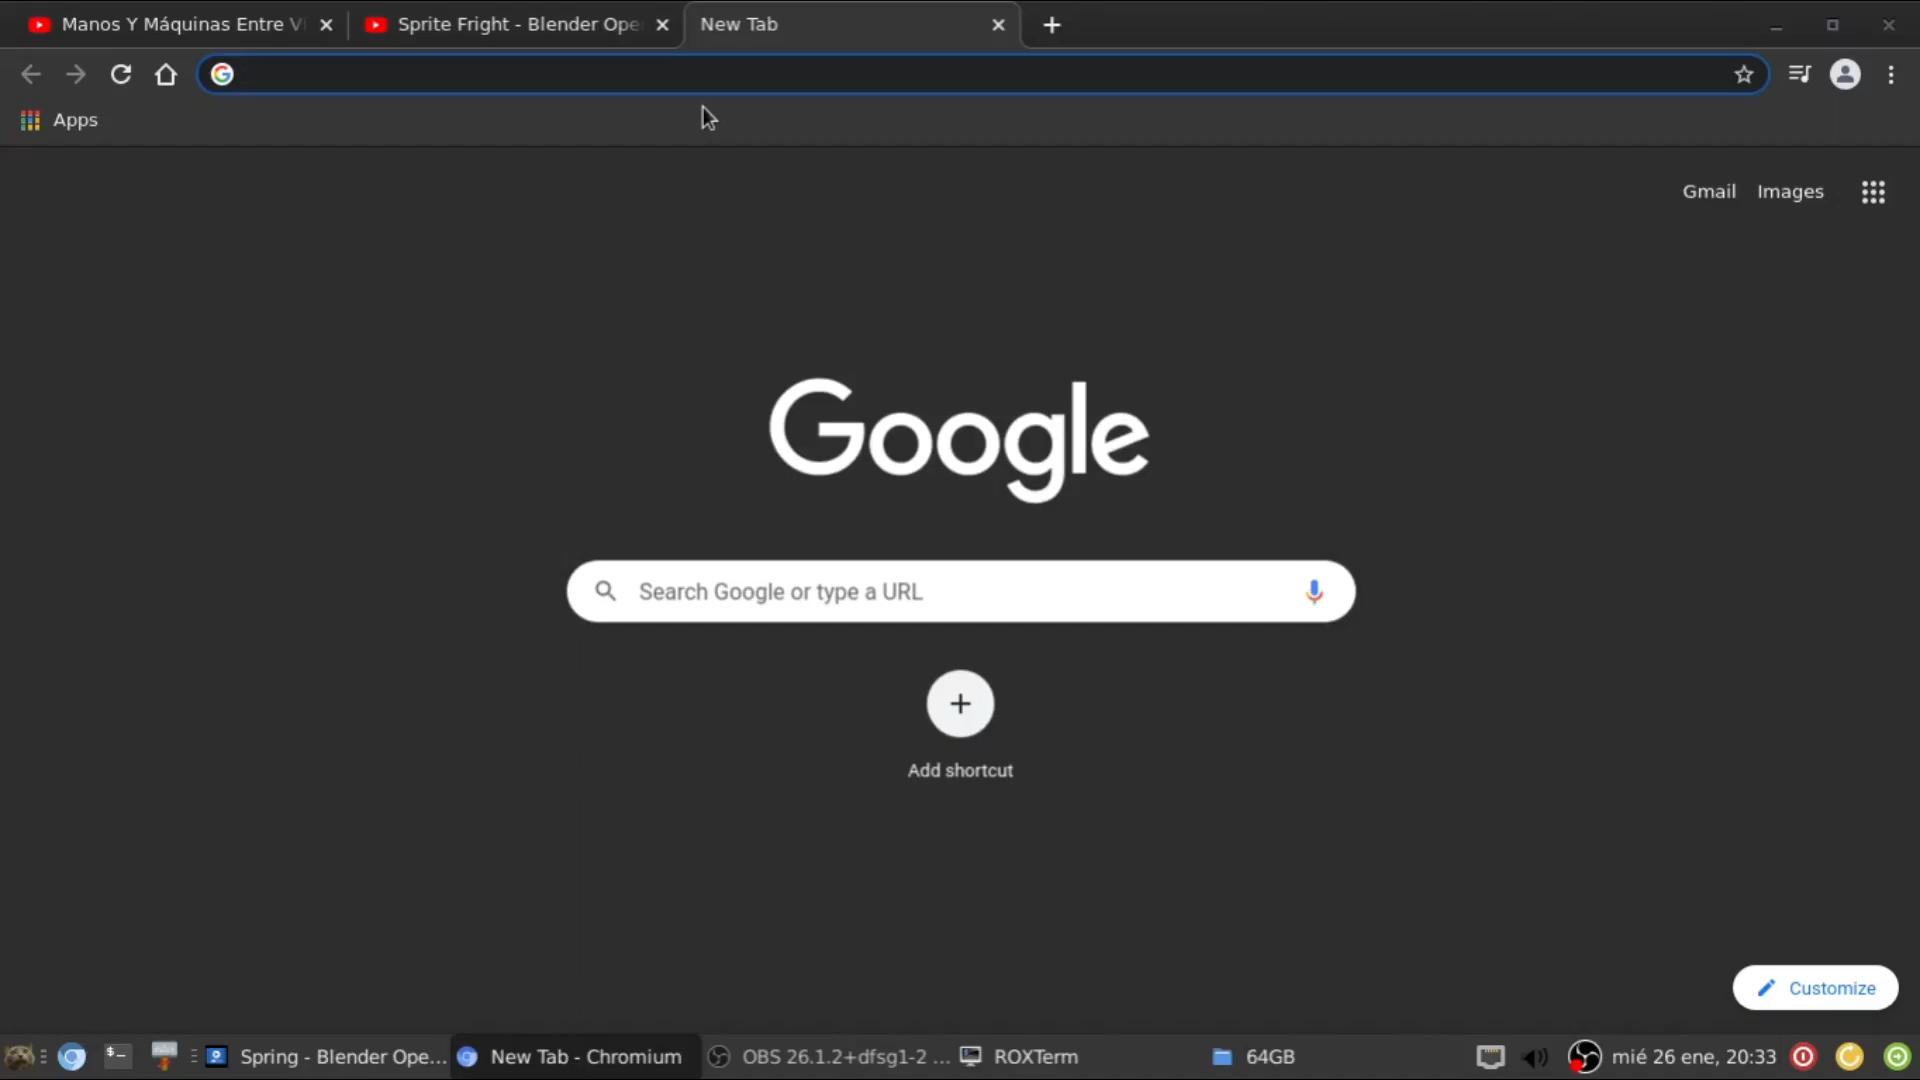 Manos Y Máquinas Entre Vi
Sprite Fright - Blender Ope
New Tab
Apps
Gmail
Images
Google
Search Google or type a URL
Add shortcut
Customize
Spring - Blender Ope...
New Tab - Chromium
OBS 26.1.2+dfsg1-2 ...
ROXTerm
64GB
mié 26 ene, 20:33